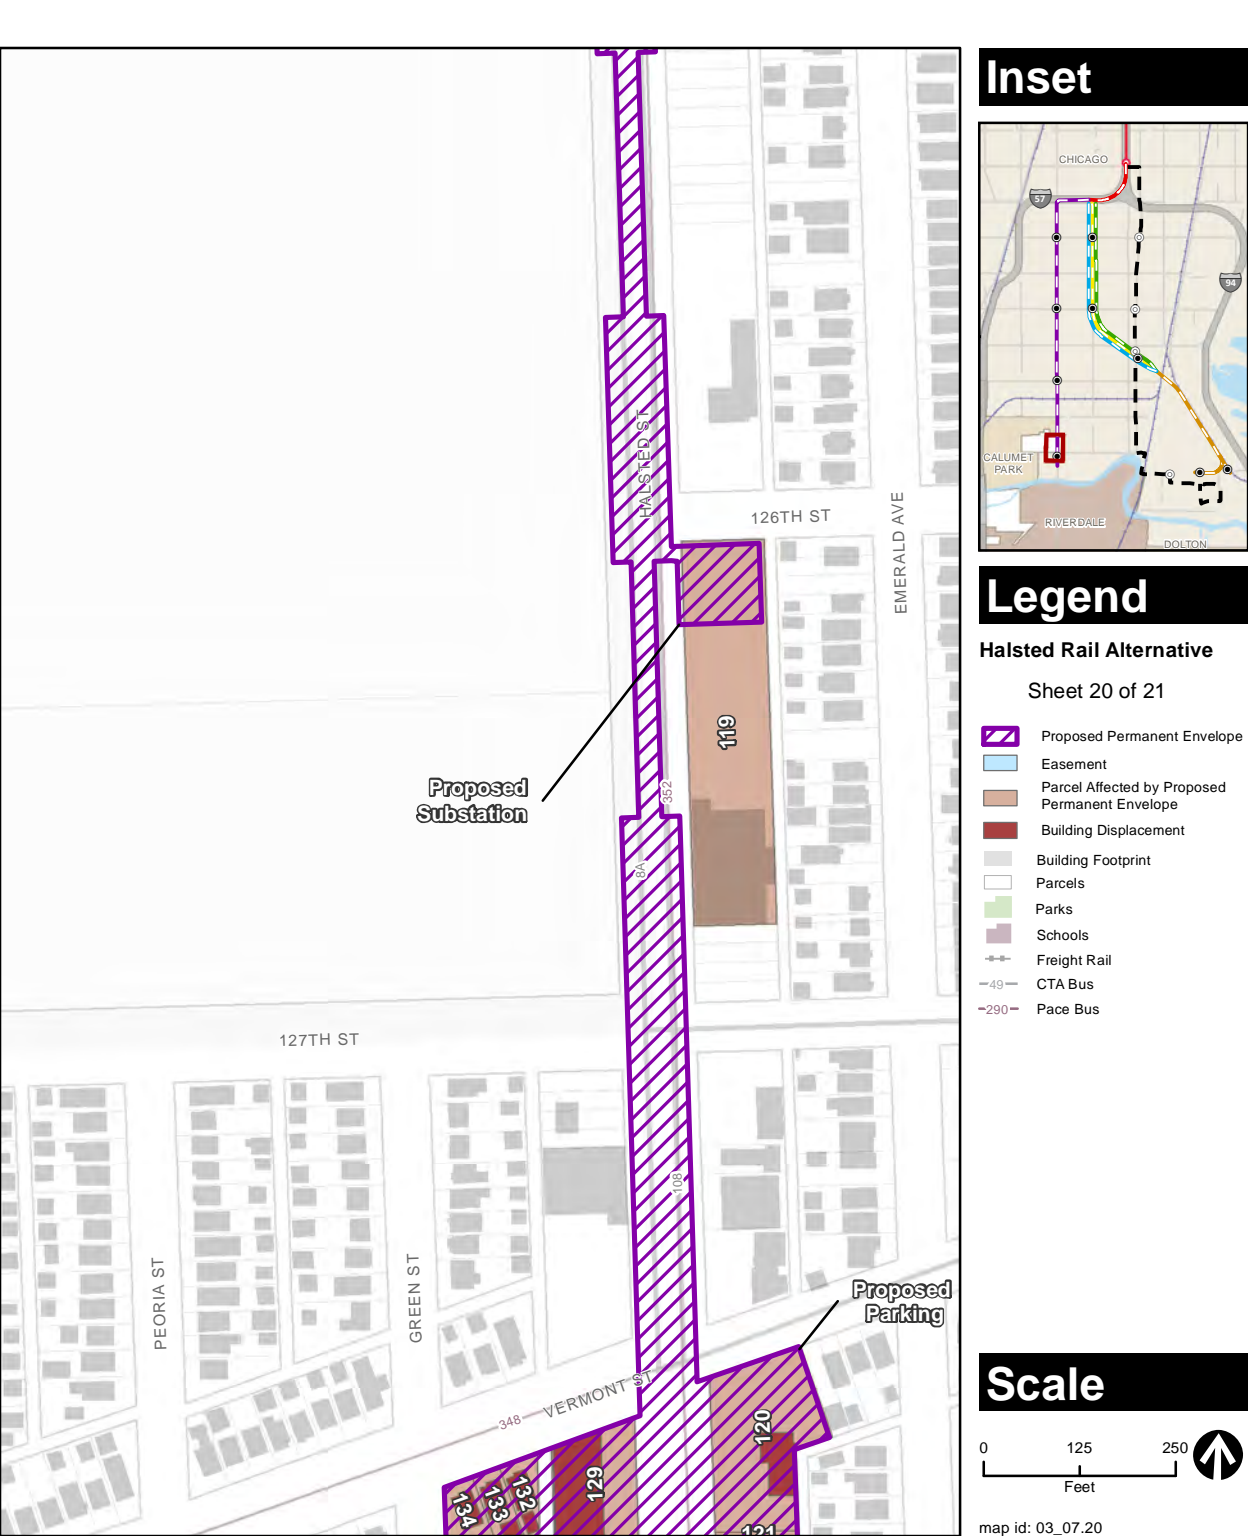 HALSTED ST
126TH ST
EMERALD AVE
119
Proposed
Substation
352
8A
127TH ST
108
PEORIA ST
GREEN ST
Proposed
Parking
VERMONT ST
348
120
129
132
133
134
121
Inset
CHICAGO
57
94
CALUMET
PARK
RIVERDALE
DOLTON
Legend
Halsted Rail Alternative
Sheet 20 of 21
Proposed Permanent Envelope
Easement
Parcel Affected by Proposed
Permanent Envelope
Building Displacement
Building Footprint
Parcels
Parks
Schools
Freight Rail
49 CTA Bus
290 Pace Bus
Scale
0 125 250
Feet
map id: 03_07.20